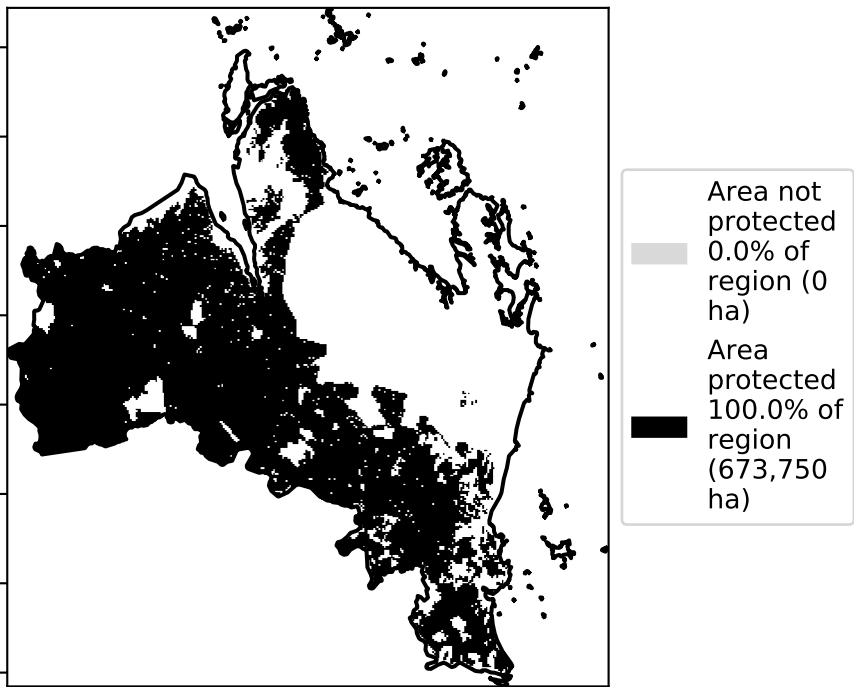 Area not
protected
0.0% of
region (0
ha)
Area
protected
100.0% of
region
(673,750
ha)